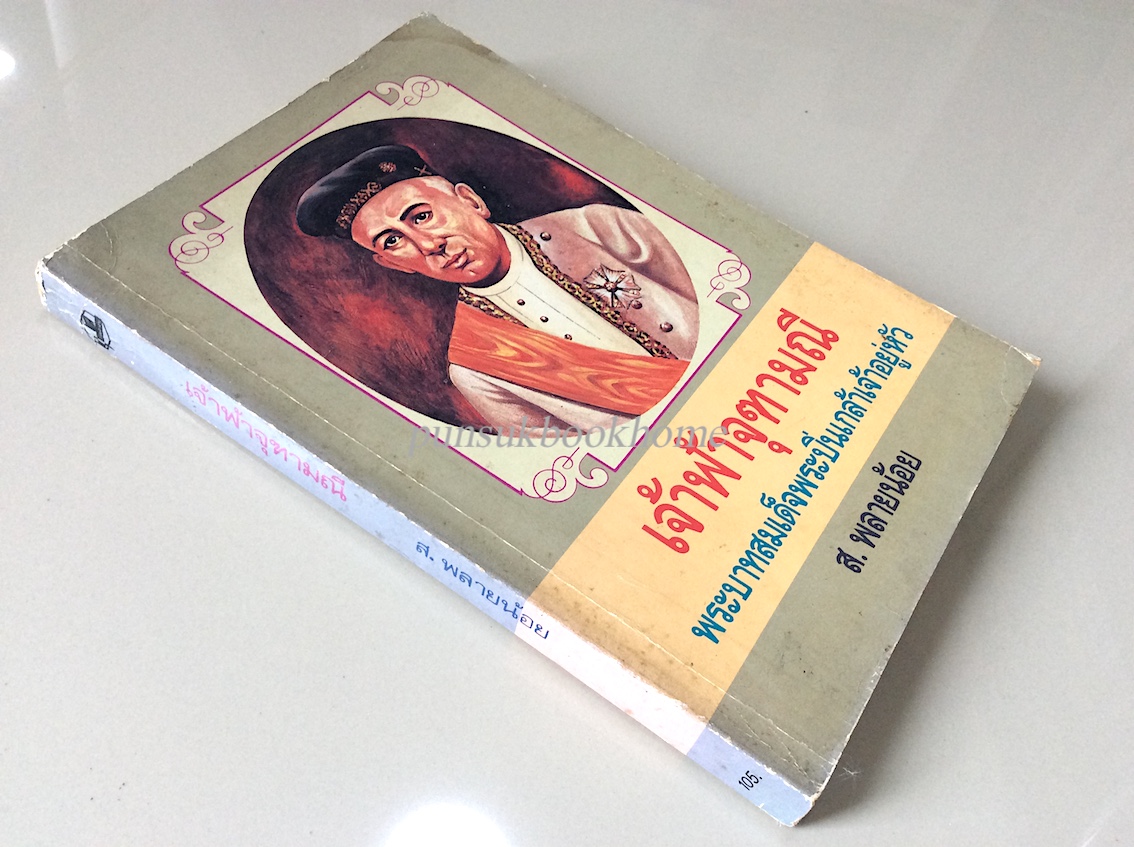 เจ้าฟ้าจุฑามณี
พระบาทสมเด็จพระปิ่นเกล้าเจ้าอยู่หัว
ส. พลายน้อย
เจ้าฟ้าจุฑามณี
ส. พลายน้อย
105.
punsukbookhome